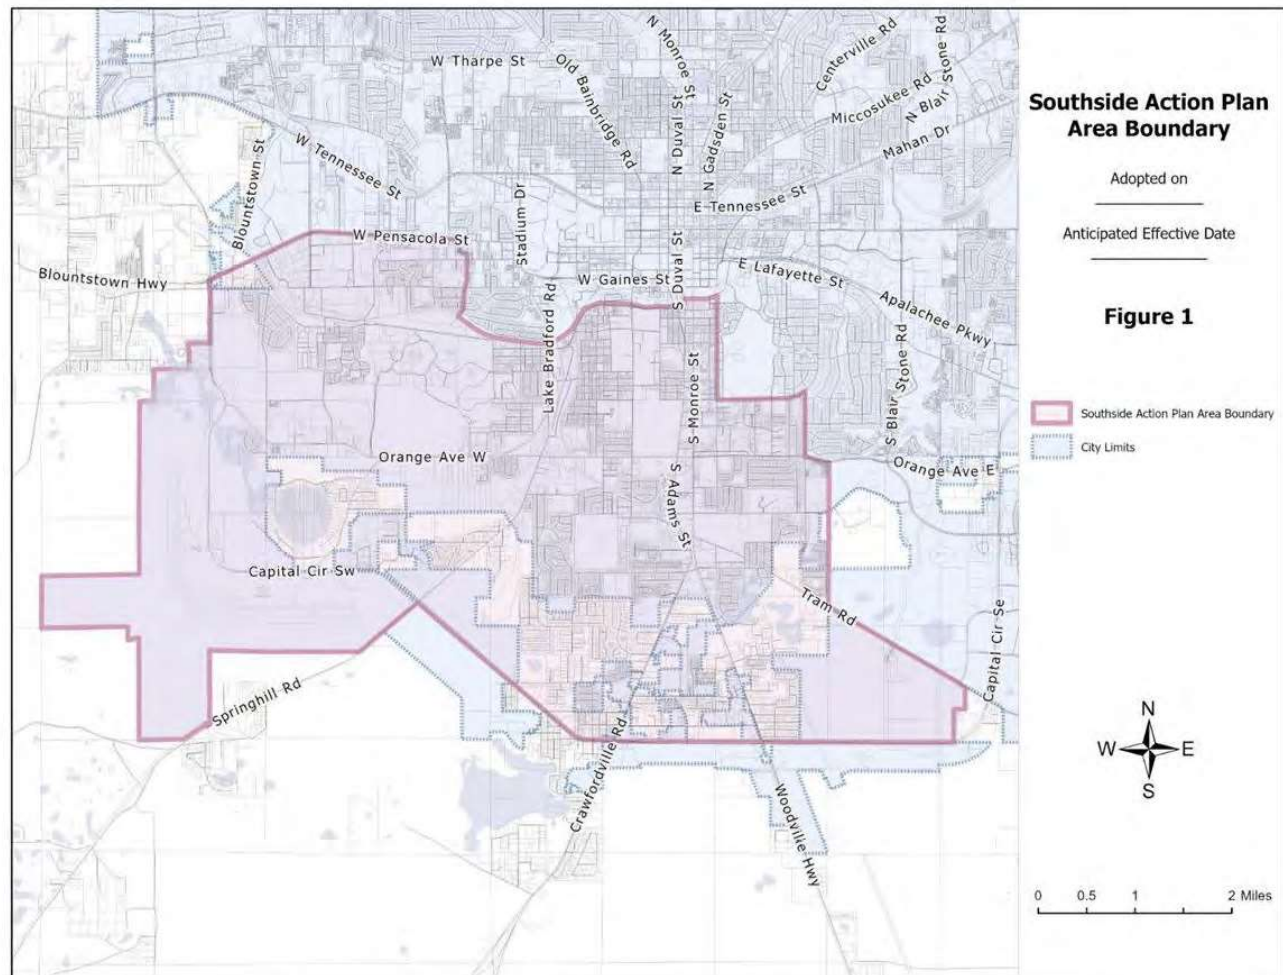 W Tharpe St
Old Bainbridge Rd
N Monroe St
N Duval St
N Gadsden St
Centerville Rd
Miccosukee Rd
N Blair Stone Rd
Mahan Dr
W Tennessee St
E Tennessee St
Blountstown St
Stadium Dr
W Pensacola St
Blountstown Hwy
W Gaines St
S Duval St
E Lafayette St
Apalachee Pkwy
Lake Bradford Rd
S Monroe St
S Blair Stone Rd
Orange Ave W
Orange Ave E
S Adams St
Capital Cir Sw
Tram Rd
Capital Cir Se
Springhill Rd
Crawfordville Rd
Woodville Hwy
Southside Action Plan
Area Boundary
Adopted on
Anticipated Effective Date
Figure 1
Southside Action Plan Area Boundary
City Limits
N
W E
S
0 0.5 1 2 Miles